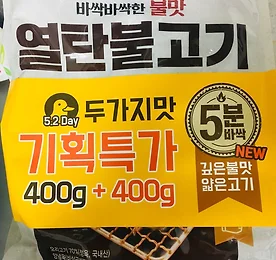 바싹바싹한 불맛
열탄불고기
5.2 Day
두가지맛
기획특가
400g + 400g
5분
바싹
NEW
깊은불맛
얇은고기